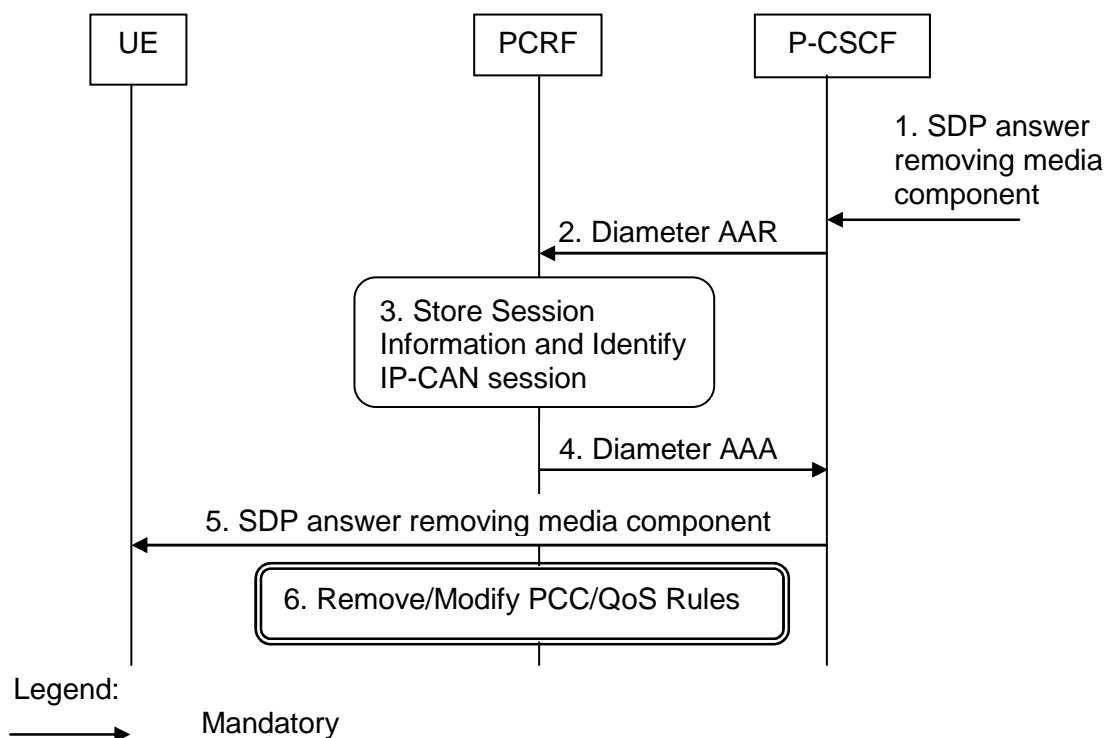 UE
PCRF
P-CSCF
1. SDP answer
removing media
component
2. Diameter AAR
3. Store Session
Information and Identify
IP-CAN session
4. Diameter AAA
5. SDP answer removing media component
6. Remove/Modify PCC/QoS Rules
Legend:
Mandatory